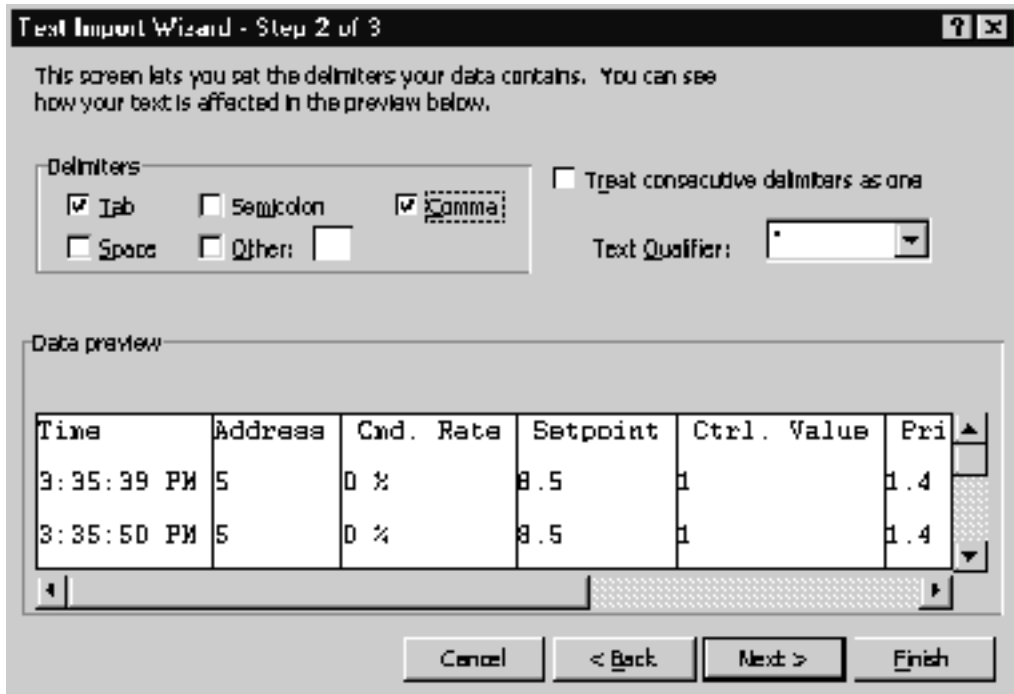 Text Import Wizard - Step 2 of 3
This screen lets you set the delimiters your data contains. You can see
how your text is affected in the preview below.
Delimiters
Tab Semicolon Comma
Space Other:
Treat consecutive delimiters as one
Text Qualifier: "
Data preview
Time Address Cmd. Rate Setpoint Ctrl. Value Pri
3:35:39 PM 5 0 % 8.5 1 1.4
3:35:50 PM 5 0 % 8.5 1 1.4
Cancel < Back Next > Finish